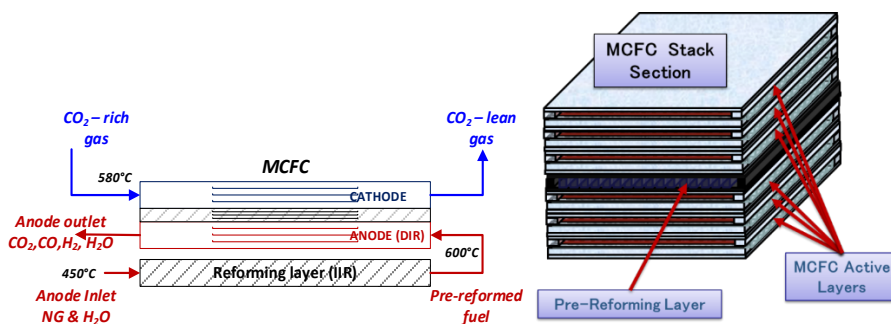 CO₂ – rich
gas
CO₂ – lean
gas
MCFC
580°C
CATHODE
Anode outlet
CO₂,CO,H₂, H₂O
ANODE (DIR)
600°C
450°C
Reforming layer (IIR)
Anode Inlet
NG & H₂O
Pre-reformed
fuel
MCFC Stack
Section
Pre-Reforming Layer
MCFC Active
Layers